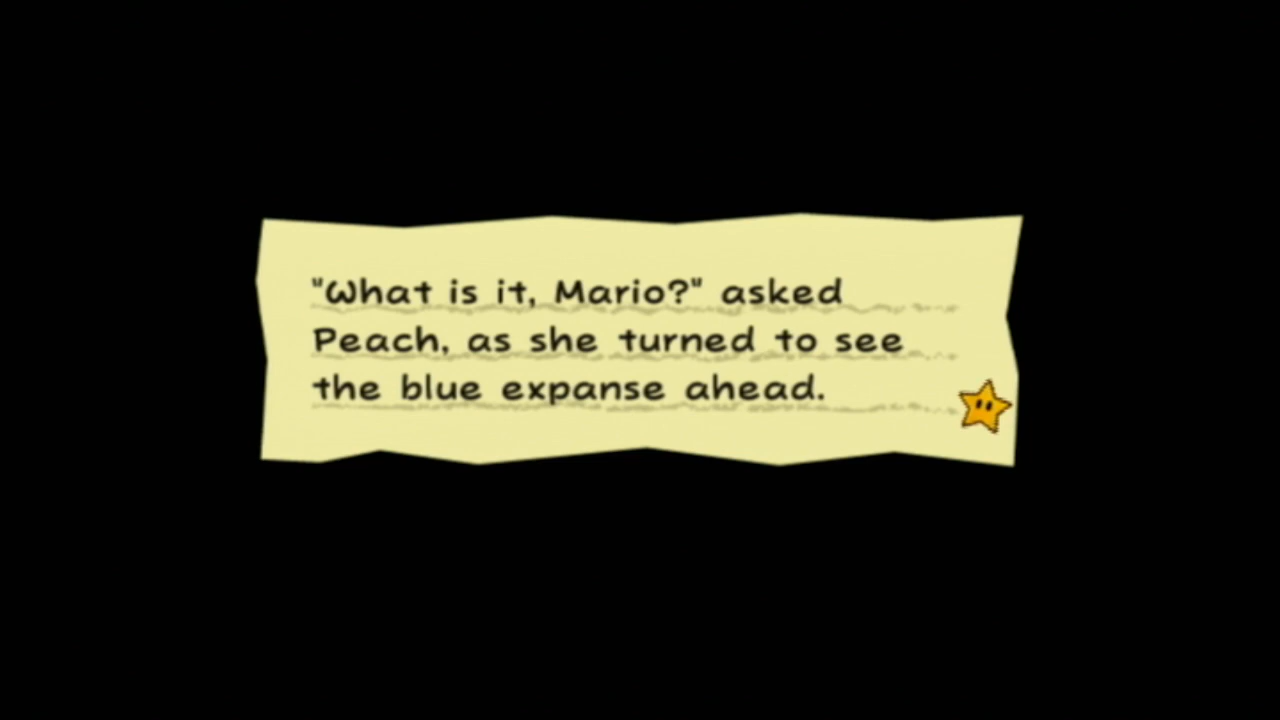 "What is it, Mario?" asked
Peach, as she turned to see
the blue expanse ahead.